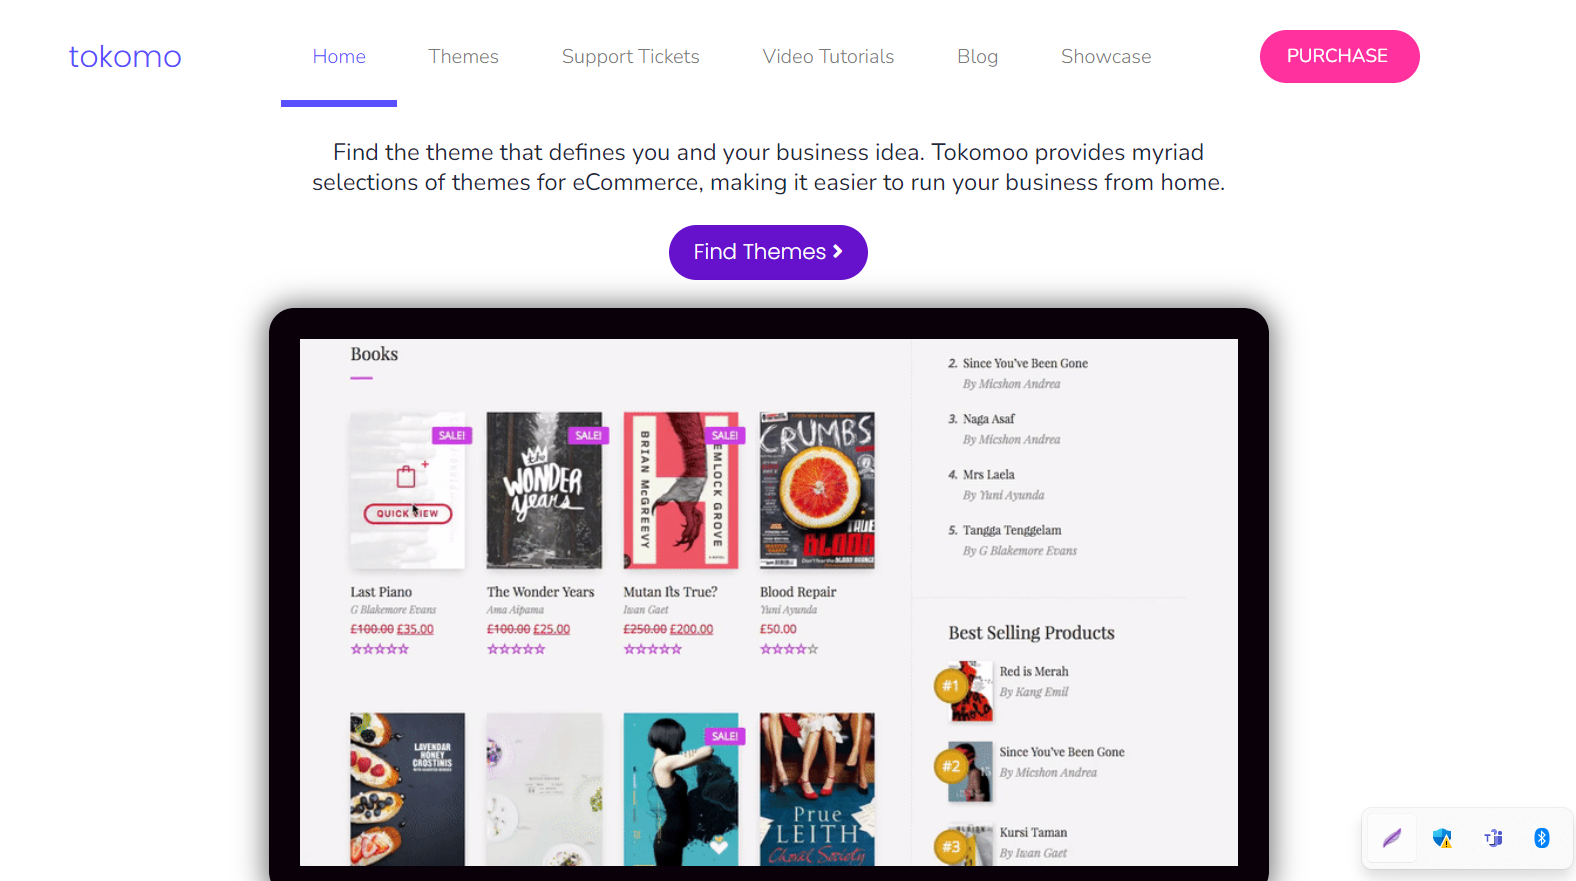 tokomo
Home
Themes
Support Tickets
Video Tutorials
Blog
Showcase
PURCHASE
Find the theme that defines you and your business idea. Tokomoo provides myriad
selections of themes for eCommerce, making it easier to run your business from home.
Find Themes
Books
SALE!
QUICK VIEW
Last Piano
G Blakemore Evans
£100.00 £35.00
SALE!
WONDER
years
The Wonder Years
Ama Aipama
£100.00 £25.00
SALE!
BRIAN McGREEVY
EMLOCK GROVE
A NOVEL
Mutan Its True?
Iwan Gaet
£250.00 £200.00
CRUMBS
TRUE
BLOOD
Blood Repair
Yuni Ayunda
£50.00
LAVENDAR
HONEY
CROSTINIS
SALE!
Prue
LEITH
Choral Society
2. Since You've Been Gone
By Micshon Andrea
3. Naga Asaf
By Micshon Andrea
4. Mrs Laela
By Yuni Ayunda
5. Tangga Tenggelam
By G Blakemore Evans
Best Selling Products
#1
Red is Merah
By Kang Emil
#2
Since You've Been Gone
By Micshon Andrea
#3
Kursi Taman
By Iwan Gaet